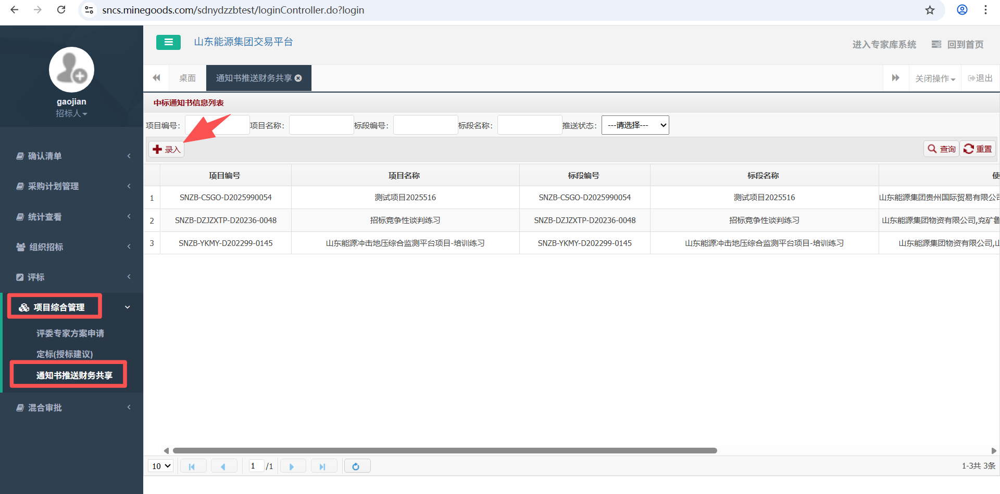 sncs.minegoods.com/sdnydzzbtest/loginController.do?login
山东能源集团交易平台
进入专家库系统
回到首页
gaojian
招标人
桌面
通知书推送财务共享
关闭操作
退出
中标通知书信息列表
项目编号:
项目名称:
标段编号:
标段名称:
推送状态:
---请选择---
录入
查询
重置
确认清单
采购计划管理
统计查看
组织招标
评标
项目综合管理
评委专家方案申请
定标(授标建议)
通知书推送财务共享
混合审批
项目编号 项目名称 标段编号 标段名称 使
1 SNZB-CSGO-D2025990054 测试项目2025516 SNZB-CSGO-D2025990054 测试项目2025516 山东能源集团贵州国际贸易有限公司
2 SNZB-DZJZXTP-D20236-0048 招标竞争性谈判练习 SNZB-DZJZXTP-D20236-0048 招标竞争性谈判练习 山东能源集团物资有限公司,兖矿鲁
3 SNZB-YKMY-D202299-0145 山东能源冲击地压综合监测平台项目-培训练习 SNZB-YKMY-D202299-0145 山东能源冲击地压综合监测平台项目-培训练习 山东能源集团物资有限公司,山
10
1 /1
1-3共 3条